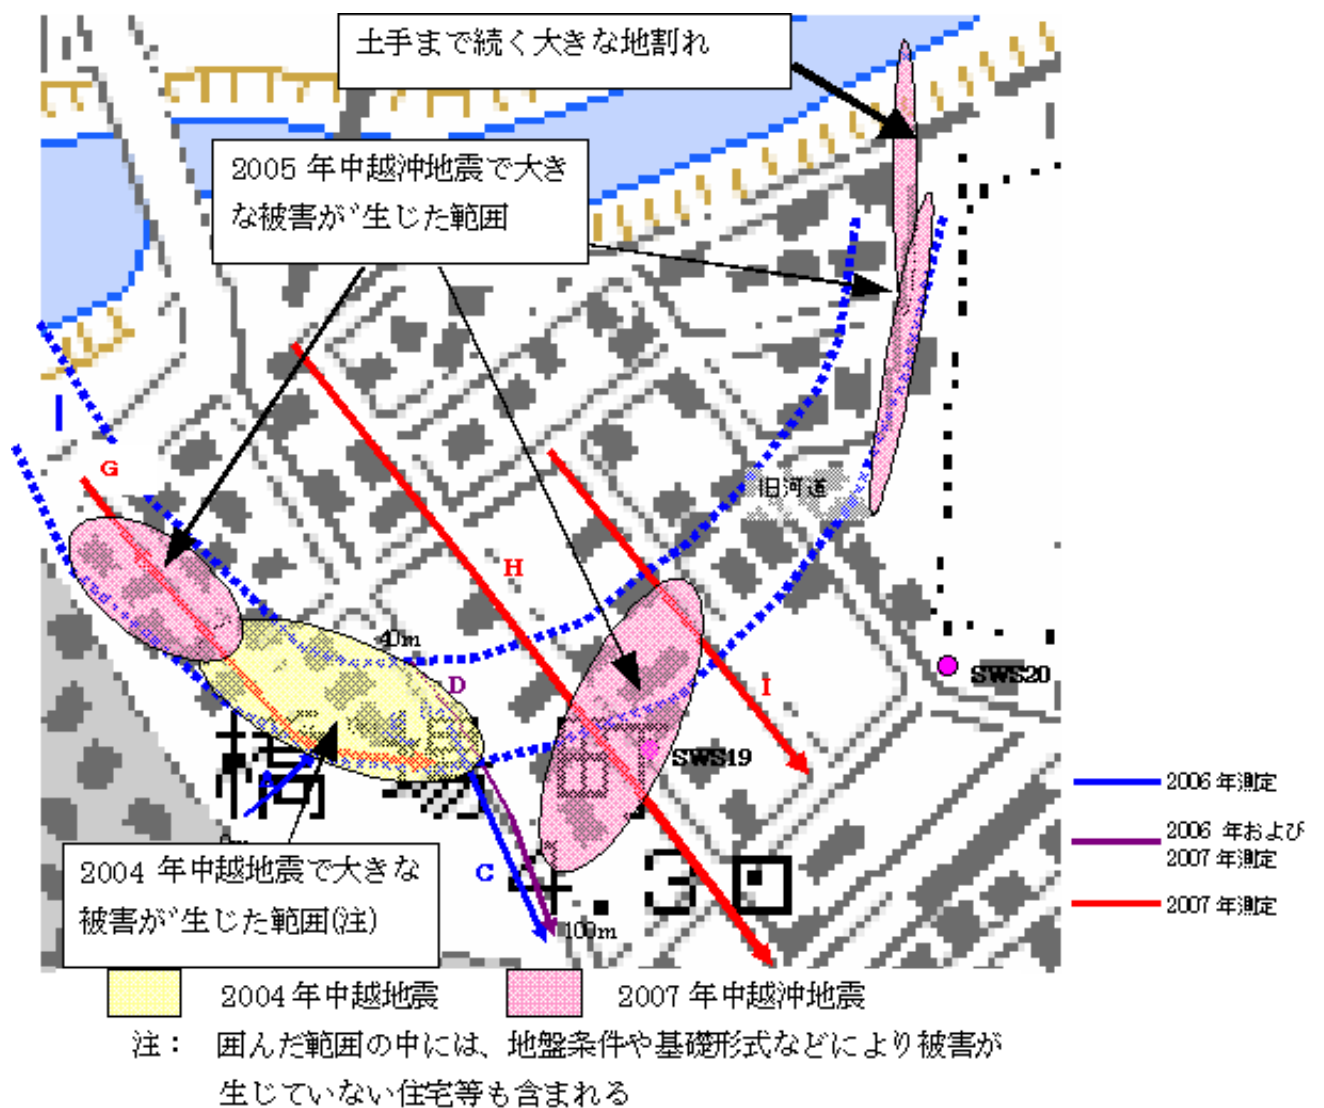 土手まで続く大きな地割れ
2005 年中越沖地震で大き
な被害が生じた範囲
旧河道
G
H
40m
D
I
SWS20
SWS19
A
C
100m
4.30
2004 年中越地震で大きな
被害が生じた範囲(注)
2006 年測定
2006 年および
2007 年測定
2007 年測定
2004 年中越地震
2007 年中越沖地震
注： 囲んだ範囲の中には、地盤条件や基礎形式などにより被害が
生じていない住宅等も含まれる